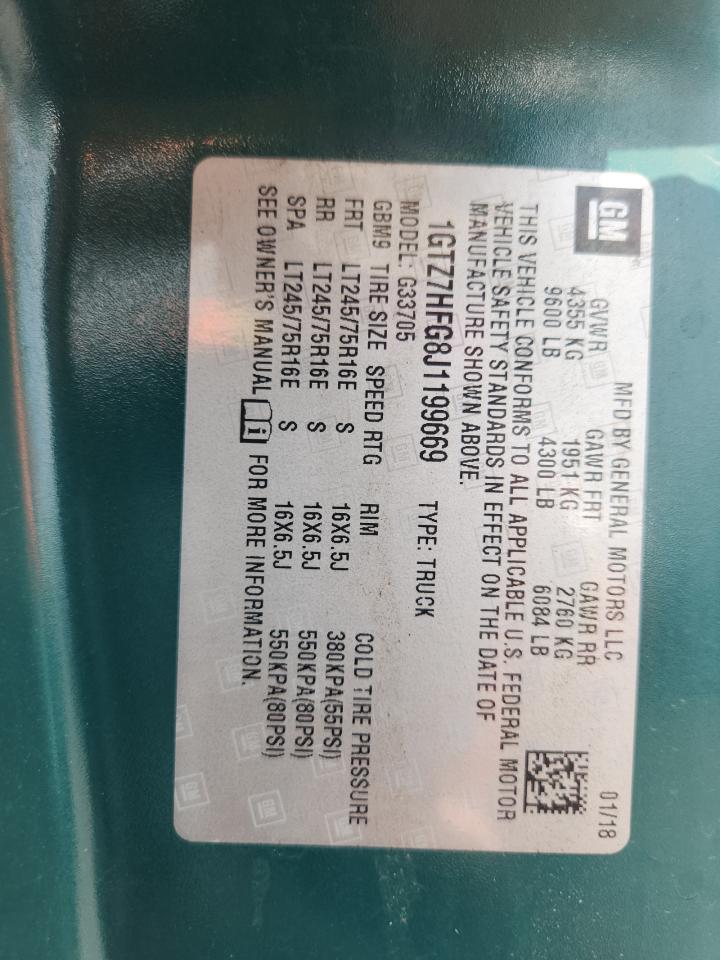 GM
MFD BY GENERAL MOTORS LLC 01/18
GVWR GAWR FRT GAWR RR
4355 KG 1951 KG 2760 KG
9600 LB 4300 LB 6084 LB
THIS VEHICLE CONFORMS TO ALL APPLICABLE U.S. FEDERAL MOTOR
VEHICLE SAFETY STANDARDS IN EFFECT ON THE DATE OF
MANUFACTURE SHOWN ABOVE.
1GTZ7HFG8J1199669 TYPE: TRUCK
MODEL: G33705
GBM9 TIRE SIZE SPEED RTG RIM COLD TIRE PRESSURE
FRT LT245/75R16E S 16X6.5J 380KPA(55PSI)
RR LT245/75R16E S 16X6.5J 550KPA(80PSI)
SPA LT245/75R16E S 16X6.5J 550KPA(80PSI)
SEE OWNER'S MANUAL i FOR MORE INFORMATION.